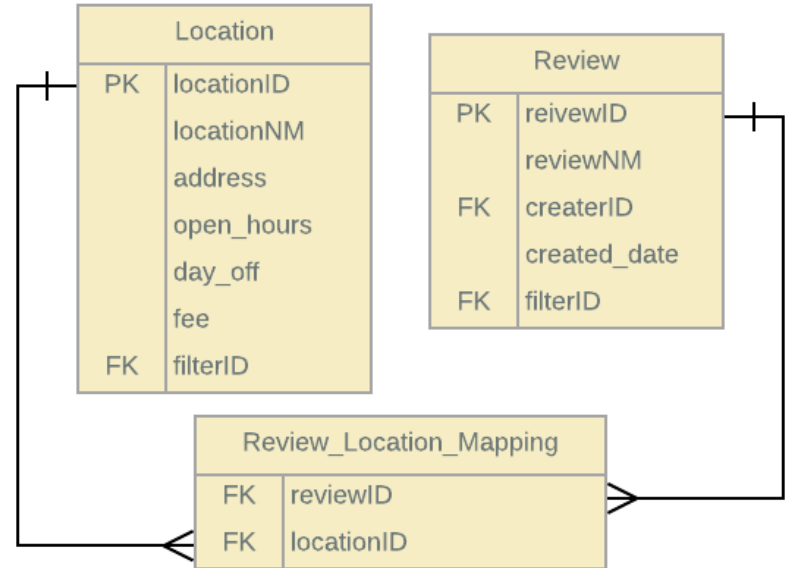 Location
PK locationID
locationNM
address
open_hours
day_off
fee
FK filterID
Review
PK reivewID
reviewNM
FK createrID
created_date
FK filterID
Review_Location_Mapping
FK reviewID
FK locationID